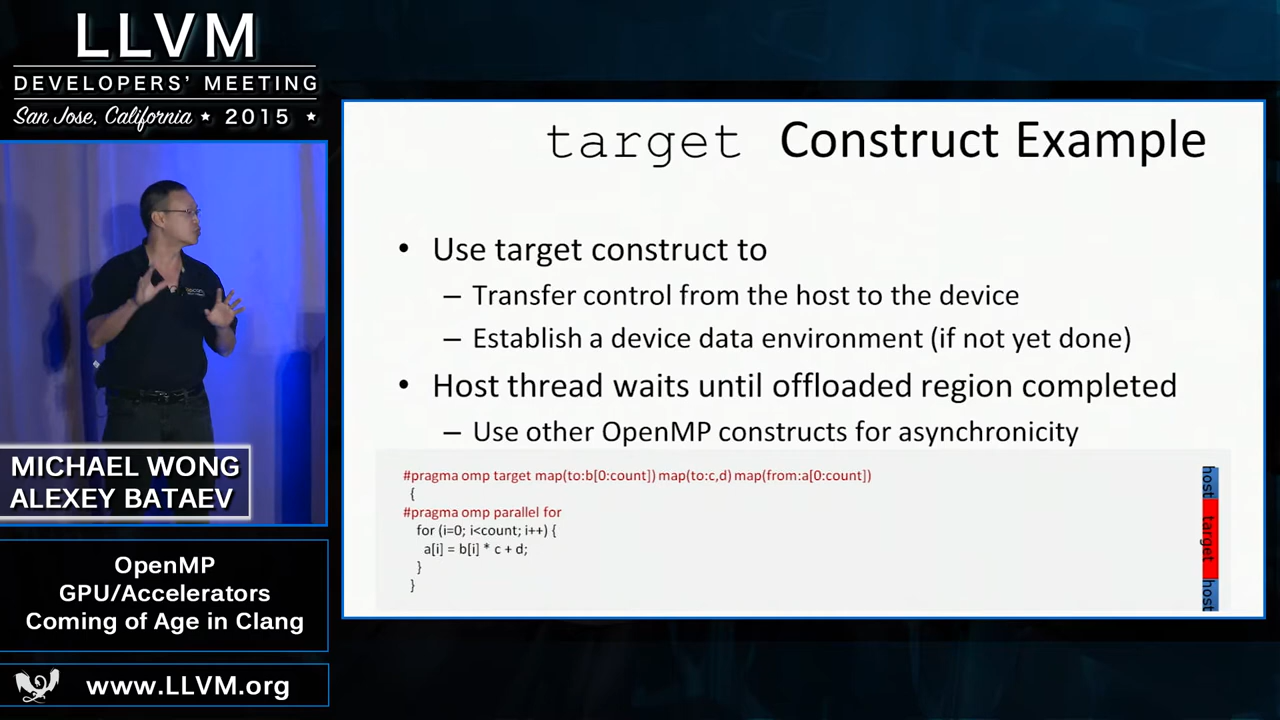 LLVM
DEVELOPERS' MEETING
San Jose, California ★ 2015 ★
target Construct Example
• Use target construct to
– Transfer control from the host to the device
– Establish a device data environment (if not yet done)
• Host thread waits until offloaded region completed
– Use other OpenMP constructs for asynchronicity
#pragma omp target map(to:b[0:count]) map(to:c,d) map(from:a[0:count])
{
#pragma omp parallel for
for (i=0; i<count; i++) {
a[i] = b[i] * c + d;
}
}
host
target
host
MICHAEL WONG
ALEXEY BATAEV
OpenMP
GPU/Accelerators
Coming of Age in Clang
www.LLVM.org